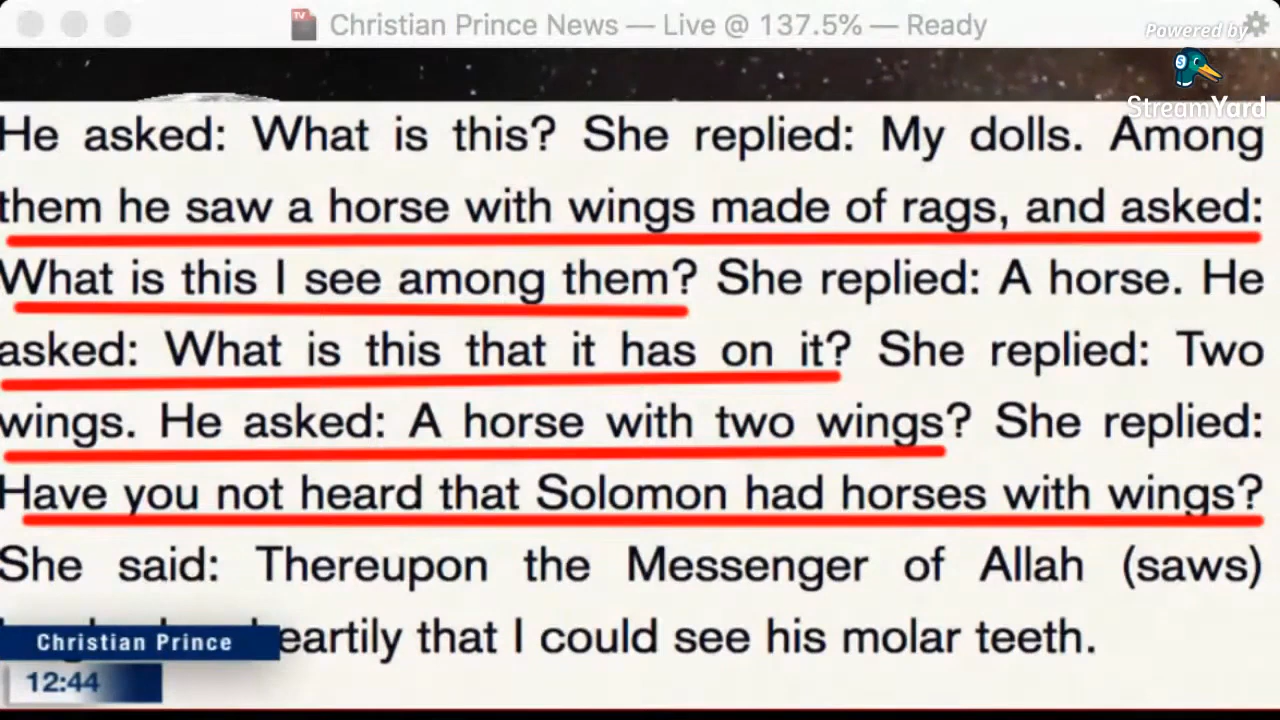 TV
Christian Prince News — Live @ 137.5% — Ready
Powered by
StreamYard
He asked: What is this? She replied: My dolls. Among
them he saw a horse with wings made of rags, and asked:
What is this I see among them? She replied: A horse. He
asked: What is this that it has on it? She replied: Two
wings. He asked: A horse with two wings? She replied:
Have you not heard that Solomon had horses with wings?
She said: Thereupon the Messenger of Allah (saws)
eartily that I could see his molar teeth.
Christian Prince
12:44